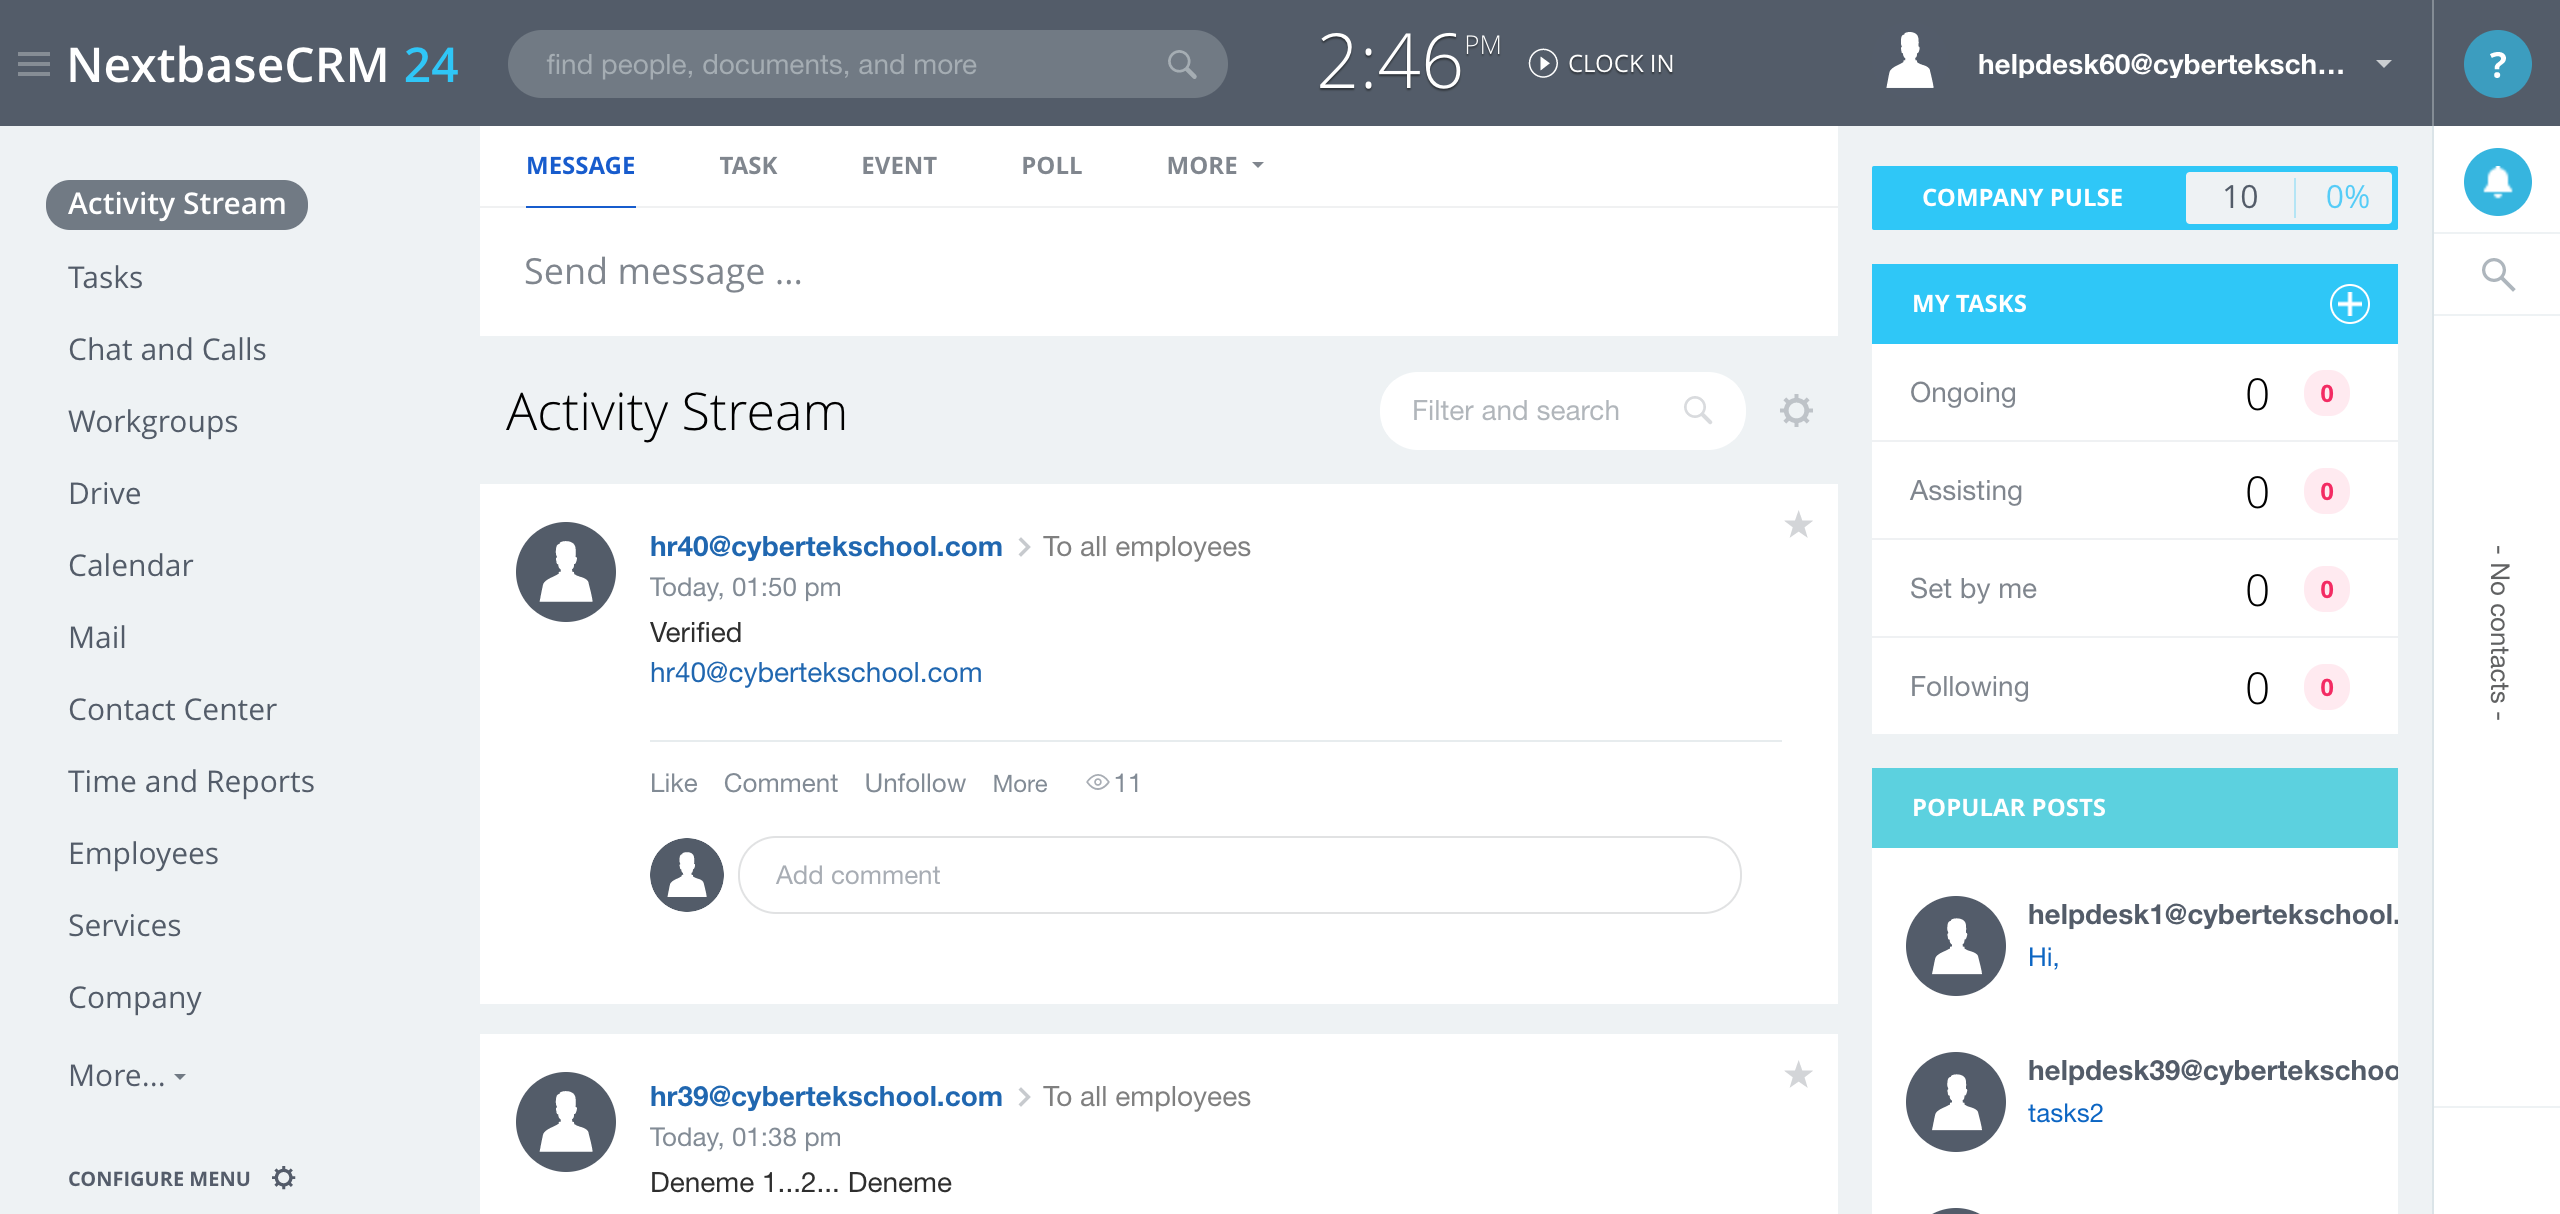 NextbaseCRM 24
find people, documents, and more
2:46 PM
CLOCK IN
helpdesk60@cyberteksch...
?
Activity Stream
Tasks
Chat and Calls
Workgroups
Drive
Calendar
Mail
Contact Center
Time and Reports
Employees
Services
Company
More...
CONFIGURE MENU
MESSAGE TASK EVENT POLL MORE
Send message ...
Activity Stream
Filter and search
hr40@cybertekschool.com To all employees
Today, 01:50 pm
Verified
hr40@cybertekschool.com
Like Comment Unfollow More 11
Add comment
hr39@cybertekschool.com To all employees
Today, 01:38 pm
Deneme 1...2... Deneme
COMPANY PULSE 10 0%
MY TASKS
Ongoing 0 0
Assisting 0 0
Set by me 0 0
Following 0 0
POPULAR POSTS
helpdesk1@cybertekschool.
Hi,
helpdesk39@cybertekschoo
tasks2
- No contacts -